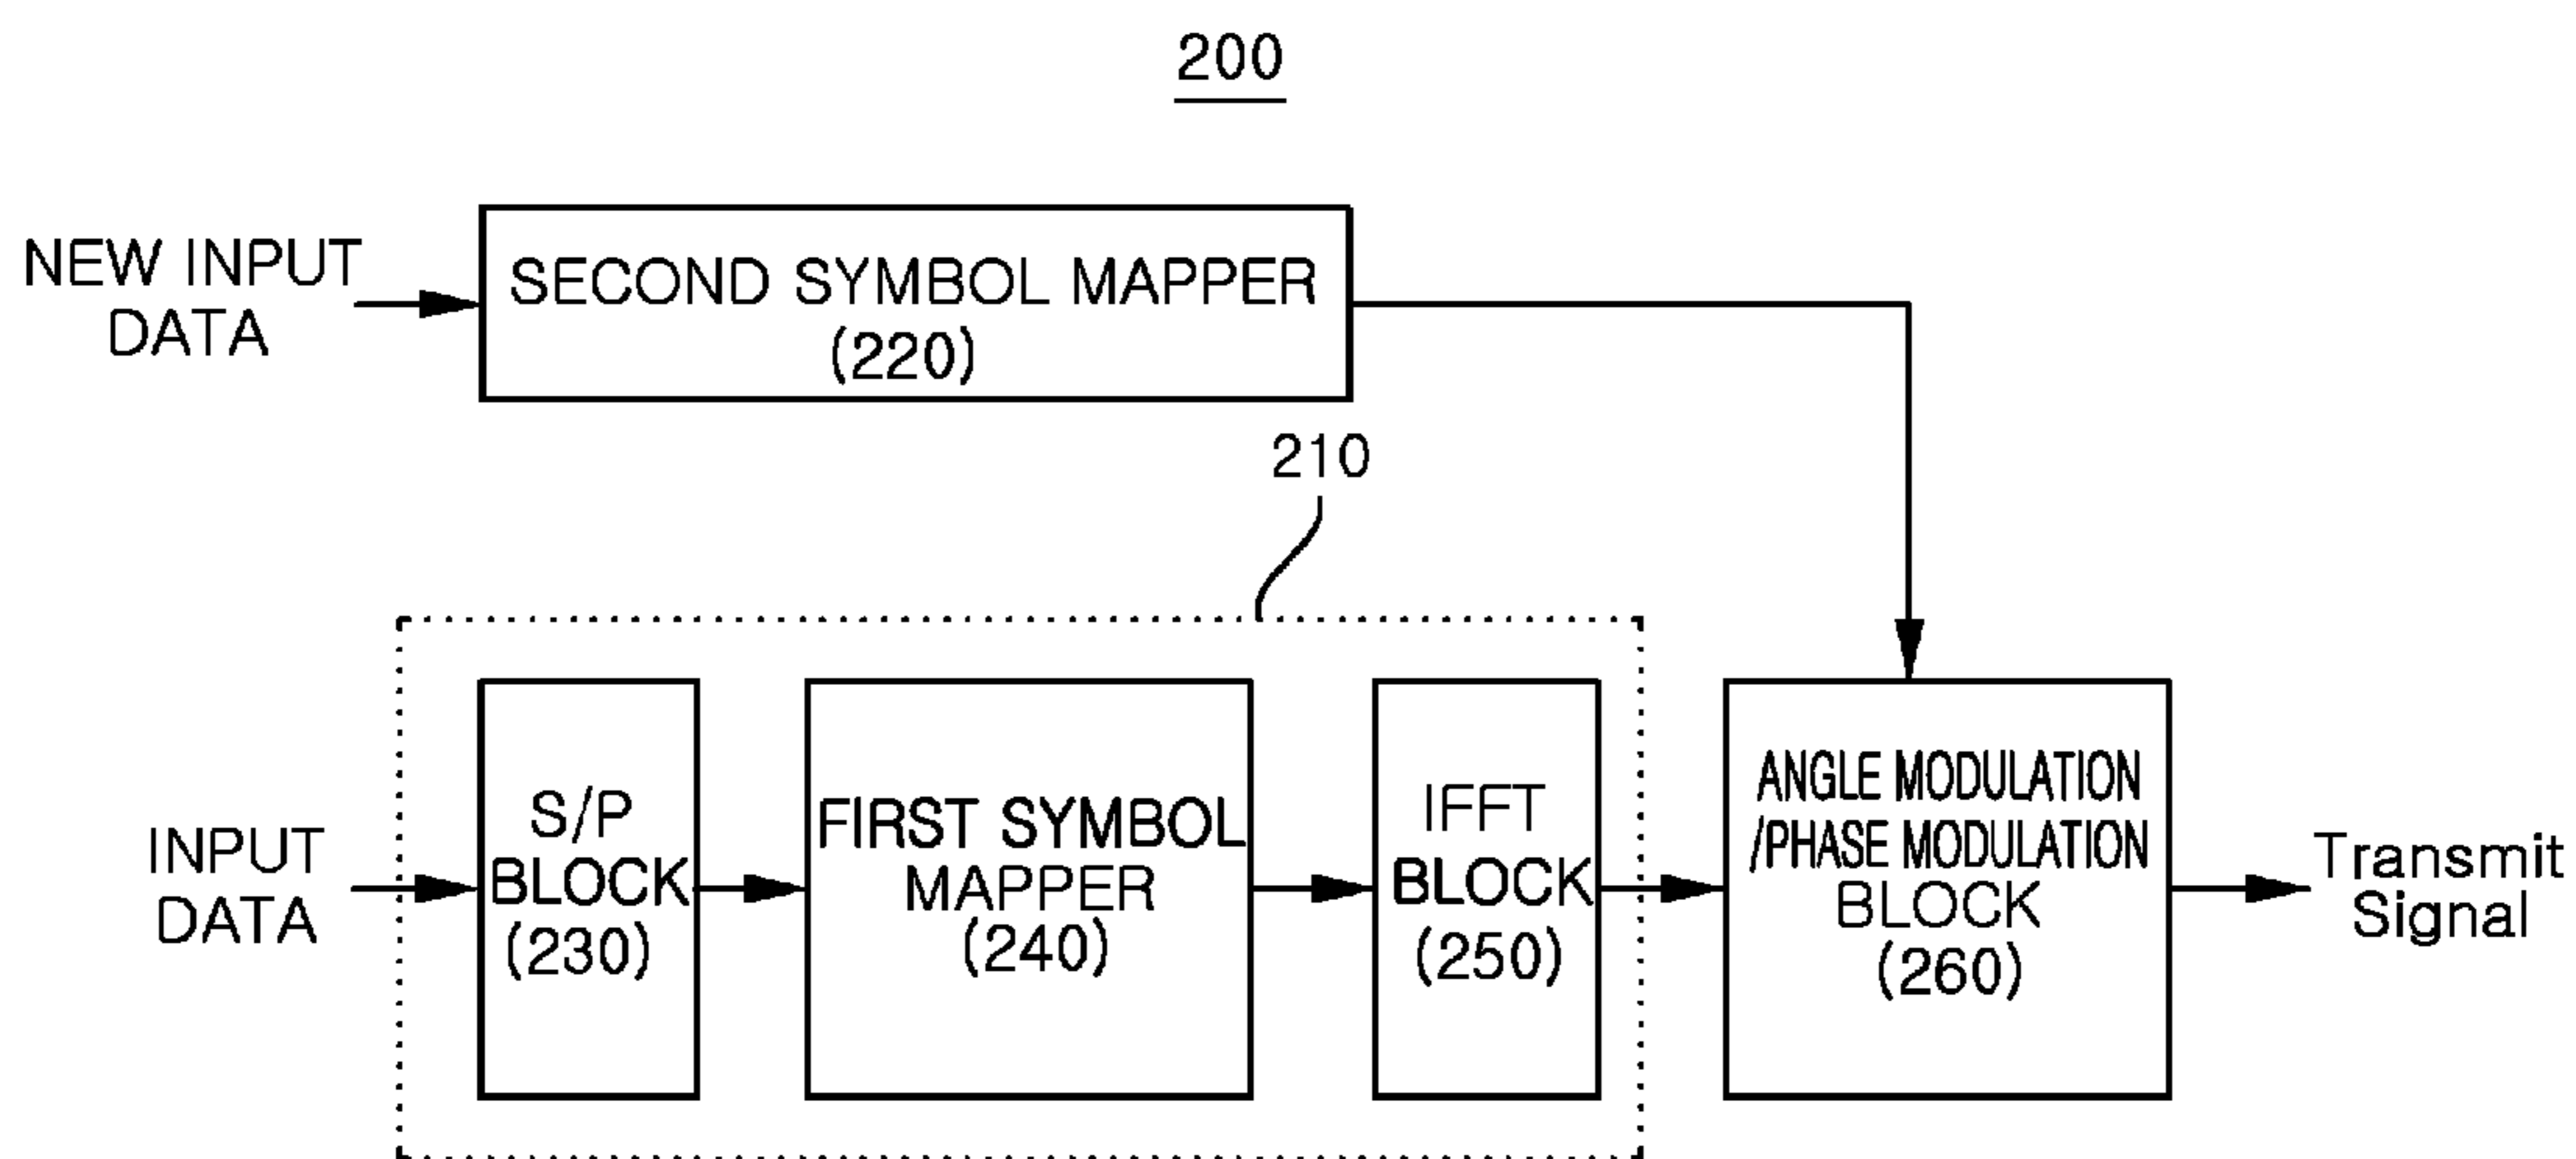 200
NEW INPUT
DATA
SECOND SYMBOL MAPPER
(220)
210
INPUT
DATA
S/P
BLOCK
(230)
FIRST SYMBOL
MAPPER
(240)
IFFT
BLOCK
(250)
ANGLE MODULATION
/PHASE MODULATION
BLOCK
(260)
Transmit
Signal